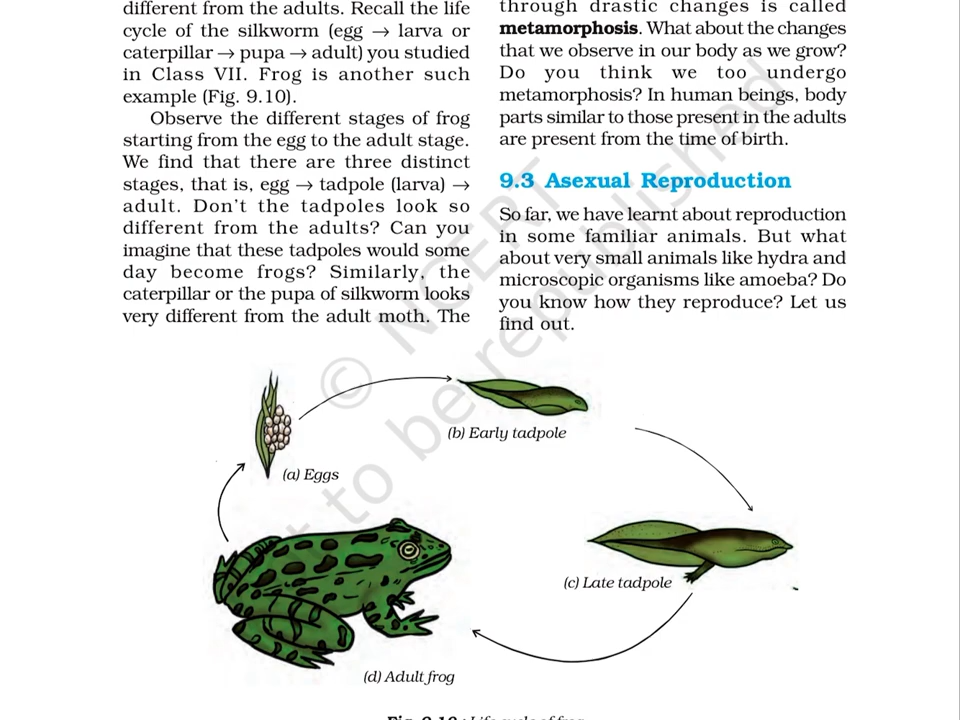 different from the adults. Recall the life
cycle of the silkworm (egg → larva or
caterpillar → pupa → adult) you studied
in Class VII. Frog is another such
example (Fig. 9.10).
Observe the different stages of frog
starting from the egg to the adult stage.
We find that there are three distinct
stages, that is, egg → tadpole (larva) →
adult. Don't the tadpoles look so
different from the adults? Can you
imagine that these tadpoles would some
day become frogs? Similarly, the
caterpillar or the pupa of silkworm looks
very different from the adult moth. The
through drastic changes is called
metamorphosis. What about the changes
that we observe in our body as we grow?
Do you think we too undergo
metamorphosis? In human beings, body
parts similar to those present in the adults
are present from the time of birth.
9.3 Asexual Reproduction
So far, we have learnt about reproduction
in some familiar animals. But what
about very small animals like hydra and
microscopic organisms like amoeba? Do
you know how they reproduce? Let us
find out.
(a) Eggs
(b) Early tadpole
(c) Late tadpole
(d) Adult frog
Fig. 9.10 : Life cycle of frog
© NCERT
to be republished